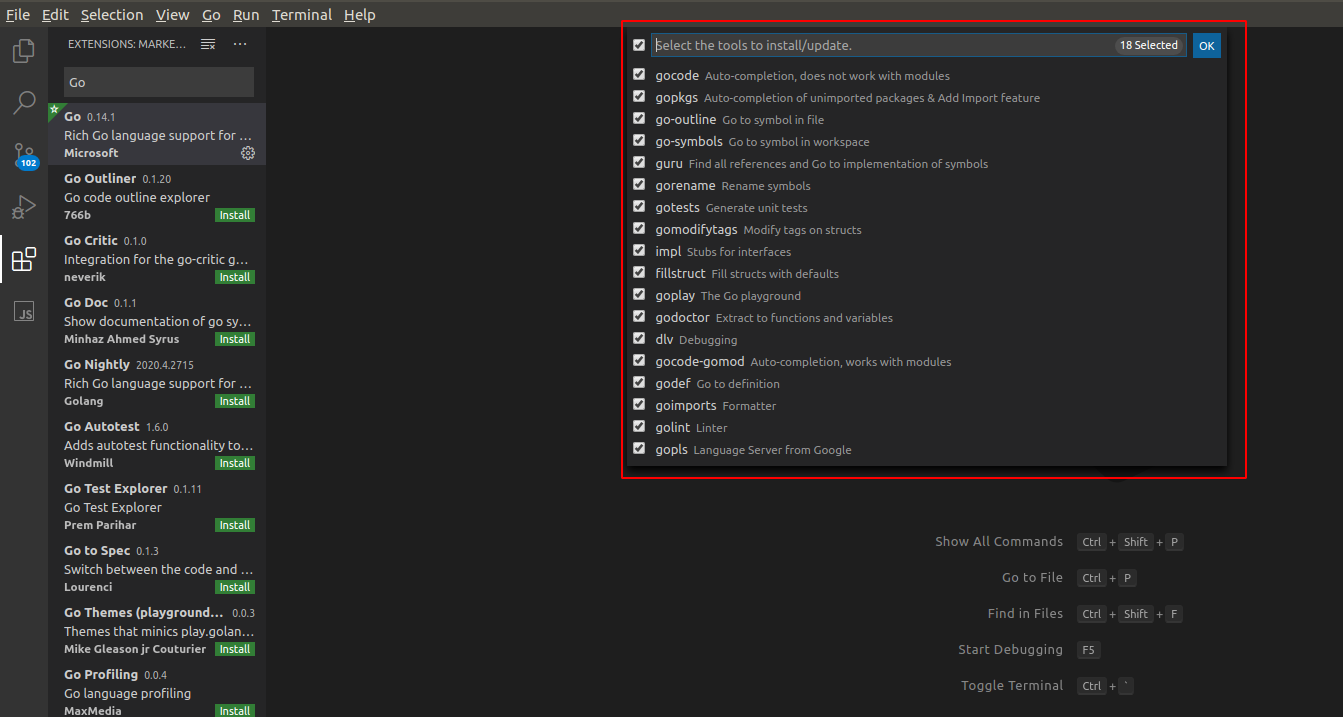 File Edit Selection View Go Run Terminal Help
EXTENSIONS: MARKE...
Go
Go 0.14.1
Rich Go language support for ...
Microsoft
102
Go Outliner 0.1.20
Go code outline explorer
766b Install
Go Critic 0.1.0
Integration for the go-critic g...
neverik Install
Go Doc 0.1.1
Show documentation of go sy...
Minhaz Ahmed Syrus Install
Go Nightly 2020.4.2715
Rich Go language support for ...
Golang Install
Go Autotest 1.6.0
Adds autotest functionality to...
Windmill Install
Go Test Explorer 0.1.11
Go Test Explorer
Prem Parihar Install
Go to Spec 0.1.3
Switch between the code and ...
Lourenci Install
Go Themes (playground... 0.0.3
Themes that minics play.golan...
Mike Gleason jr Couturier Install
Go Profiling 0.0.4
Go language profiling
MaxMedia Install
JS
Select the tools to install/update. 18 Selected OK
gocode Auto-completion, does not work with modules
gopkgs Auto-completion of unimported packages & Add Import feature
go-outline Go to symbol in file
go-symbols Go to symbol in workspace
guru Find all references and Go to implementation of symbols
gorename Rename symbols
gotests Generate unit tests
gomodifytags Modify tags on structs
impl Stubs for interfaces
fillstruct Fill structs with defaults
goplay The Go playground
godoctor Extract to functions and variables
dlv Debugging
gocode-gomod Auto-completion, works with modules
godef Go to definition
goimports Formatter
golint Linter
gopls Language Server from Google
Show All Commands Ctrl + Shift + P
Go to File Ctrl + P
Find in Files Ctrl + Shift + F
Start Debugging F5
Toggle Terminal Ctrl + `